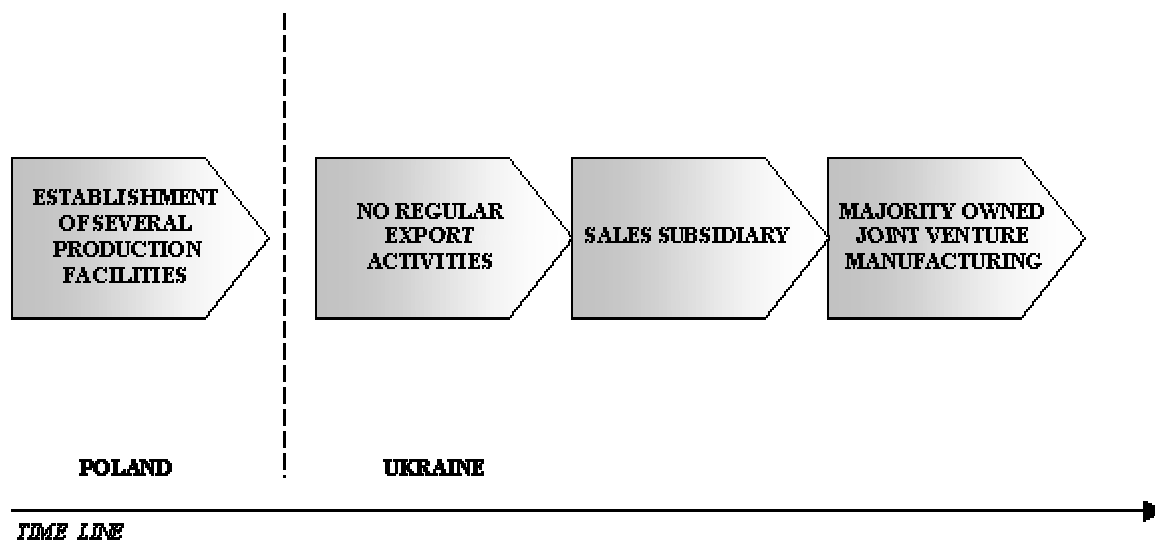 ESTABLISHMENT
OF SEVERAL
PRODUCTION
FACILITIES
NO REGULAR
EXPORT
ACTIVITIES
SALES SUBSIDIARY
MAJORITY OWNED
JOINT VENTURE
MANUFACTURING
POLAND
UKRAINE
TIME LINE